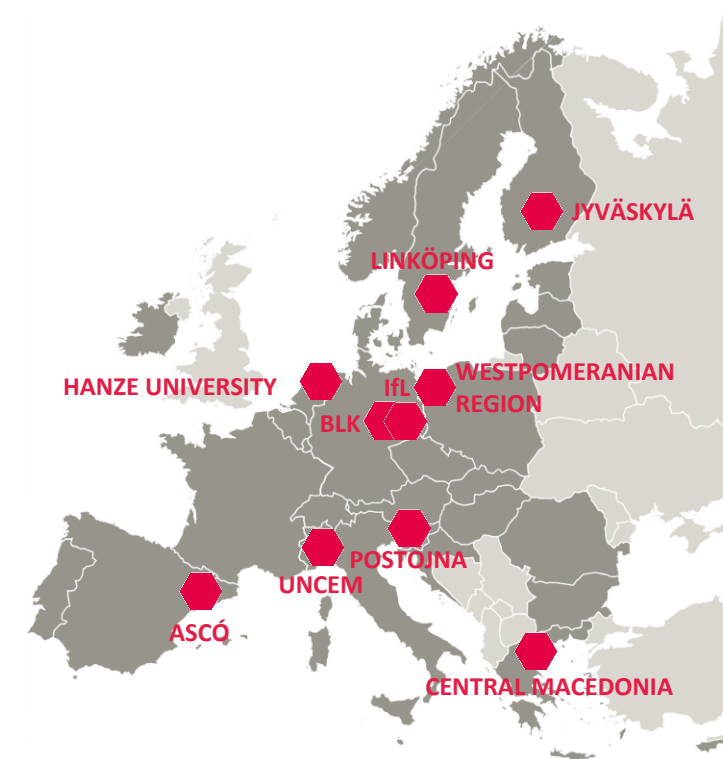 JYVÄSKYLÄ
LINKÖPING
HANZE UNIVERSITY
IfL
WESTPOMERANIAN
REGION
BLK
POSTOJNA
UNCEM
ASCÓ
CENTRAL MACEDONIA